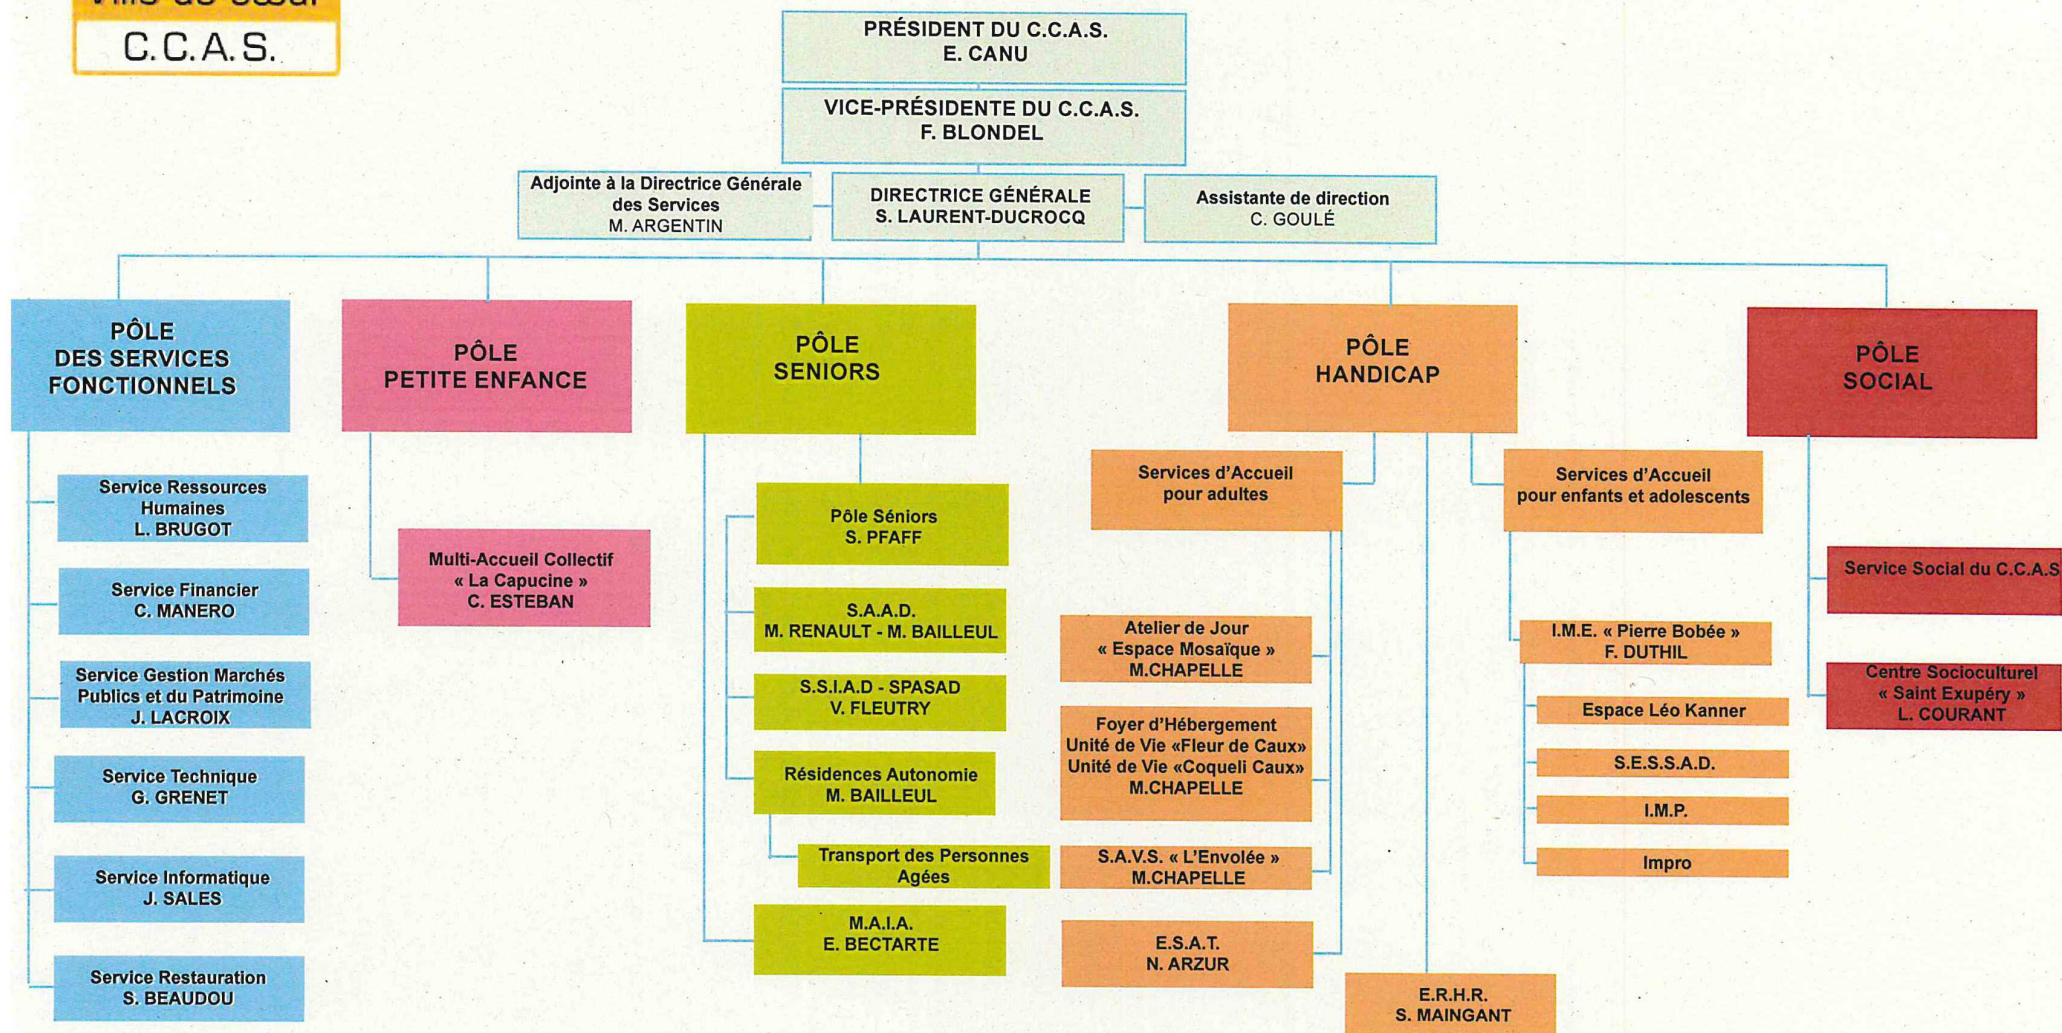 C.C.A.S.
PRÉSIDENT DU C.C.A.S.
E. CANU
VICE-PRÉSIDENTE DU C.C.A.S.
F. BLONDEL
Adjointe à la Directrice Générale
des Services
M. ARGENTIN
DIRECTRICE GÉNÉRALE
S. LAURENT-DUCROCQ
Assistante de direction
C. GOULÉ
PÔLE
DES SERVICES
FONCTIONNELS
Service Ressources
Humaines
L. BRUGOT
Service Financier
C. MANERO
Service Gestion Marchés
Publics et du Patrimoine
J. LACROIX
Service Technique
G. GRENET
Service Informatique
J. SALES
Service Restauration
S. BEAUDOU
PÔLE
PETITE ENFANCE
Multi-Accueil Collectif
« La Capucine »
C. ESTEBAN
PÔLE
SENIORS
Pôle Séniors
S. PFAFF
S.A.A.D.
M. RENAULT - M. BAILLEUL
S.S.I.A.D - SPASAD
V. FLEUTRY
Résidences Autonomie
M. BAILLEUL
Transport des Personnes
Agées
M.A.I.A.
E. BECTARTE
PÔLE
HANDICAP
Services d'Accueil
pour adultes
Atelier de Jour
« Espace Mosaïque »
M.CHAPELLE
Foyer d'Hébergement
Unité de Vie «Fleur de Caux»
Unité de Vie «Coqueli Caux»
M.CHAPELLE
S.A.V.S. « L'Envolée »
M.CHAPELLE
E.S.A.T.
N. ARZUR
E.R.H.R.
S. MAINGANT
Services d'Accueil
pour enfants et adolescents
I.M.E. « Pierre Bobée »
F. DUTHIL
Espace Léo Kanner
S.E.S.S.A.D.
I.M.P.
Impro
PÔLE
SOCIAL
Service Social du C.C.A.S
Centre Socioculturel
« Saint Exupéry »
L. COURANT